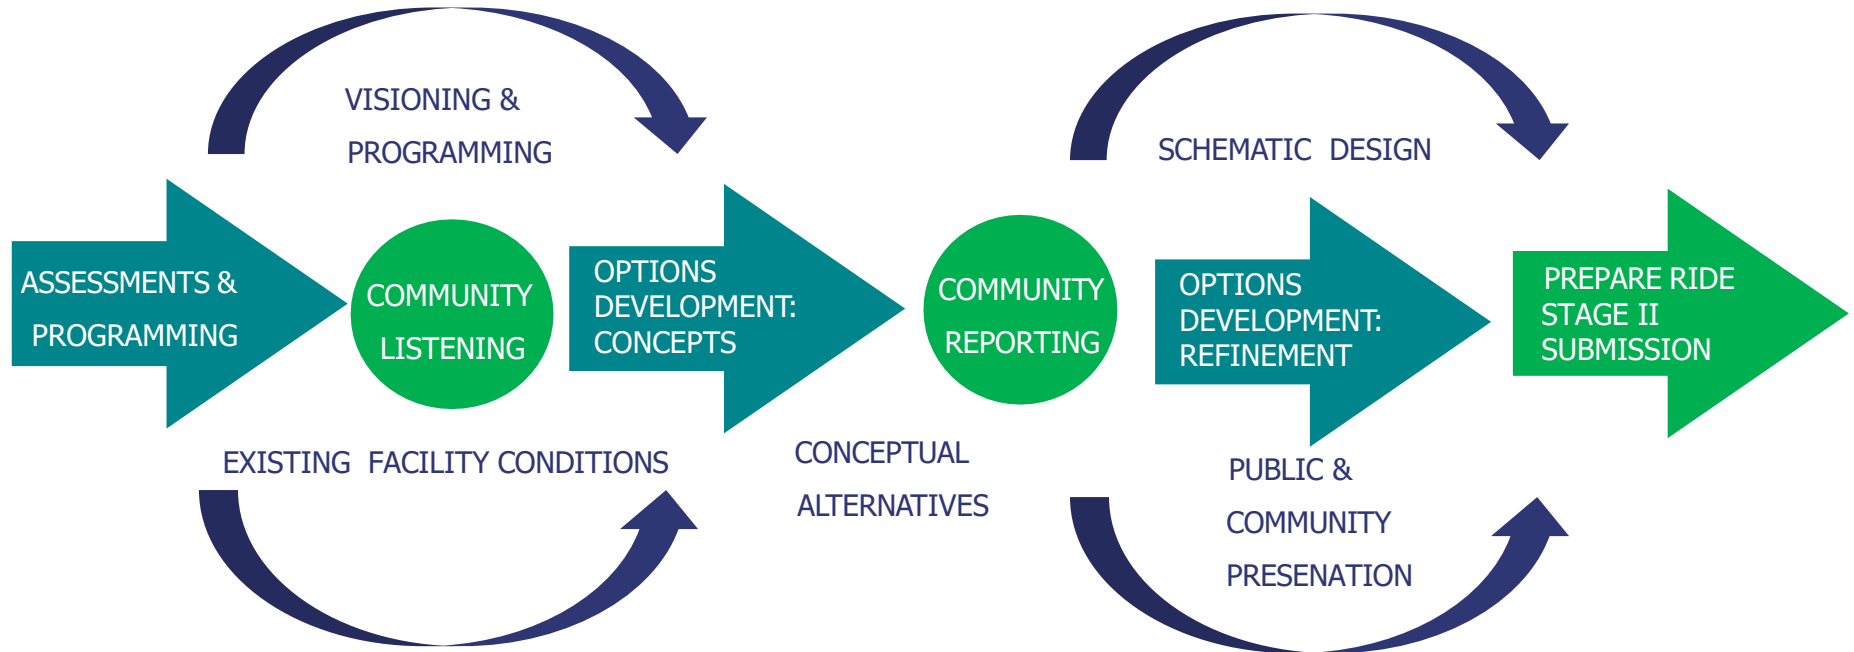 VISIONING &
PROGRAMMING
SCHEMATIC DESIGN
ASSESSMENTS &
PROGRAMMING
COMMUNITY
LISTENING
OPTIONS
DEVELOPMENT:
CONCEPTS
COMMUNITY
REPORTING
OPTIONS
DEVELOPMENT:
REFINEMENT
PREPARE RIDE
STAGE II
SUBMISSION
EXISTING FACILITY CONDITIONS
CONCEPTUAL
ALTERNATIVES
PUBLIC &
COMMUNITY
PRESENATION